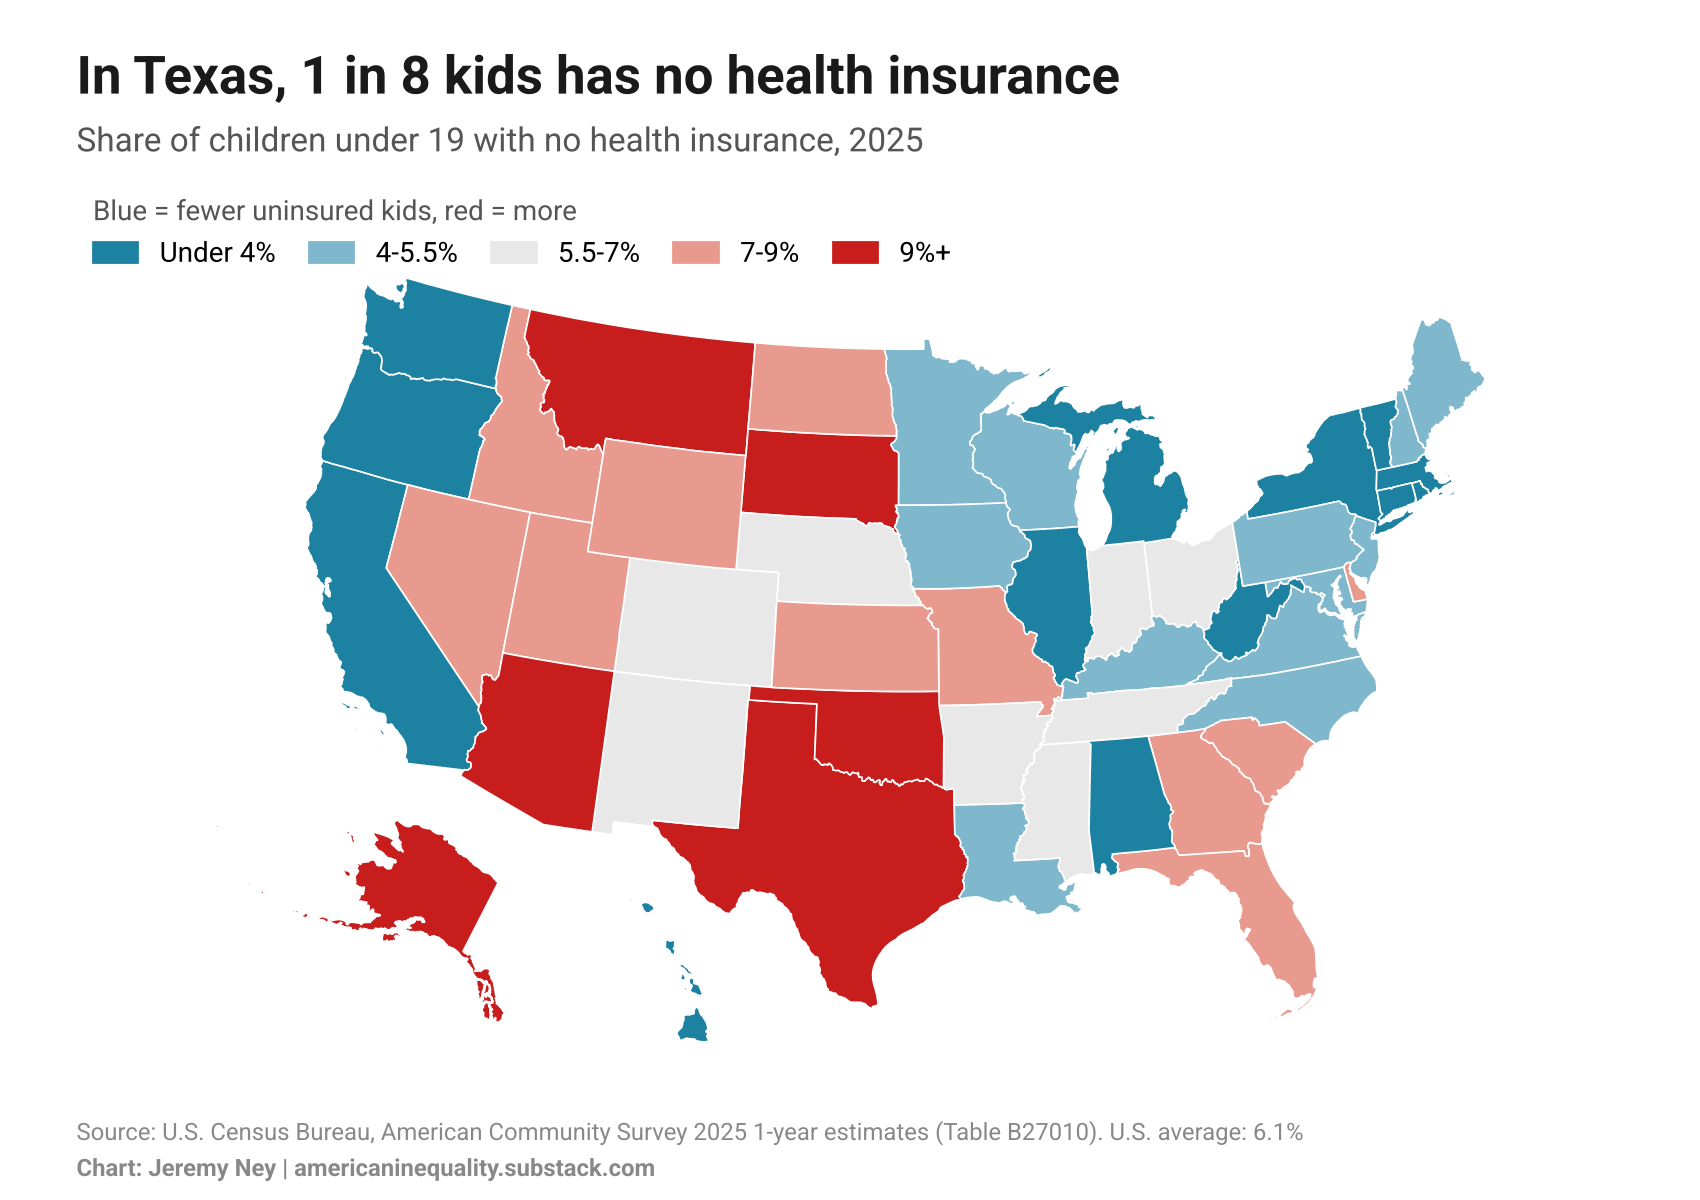 In Texas, 1 in 8 kids has no health insurance
Share of children under 19 with no health insurance, 2025
Blue = fewer uninsured kids, red = more
Under 4% 4-5.5% 5.5-7% 7-9% 9%+
Source: U.S. Census Bureau, American Community Survey 2025 1-year estimates (Table B27010). U.S. average: 6.1%
Chart: Jeremy Ney | americaninequality.substack.com